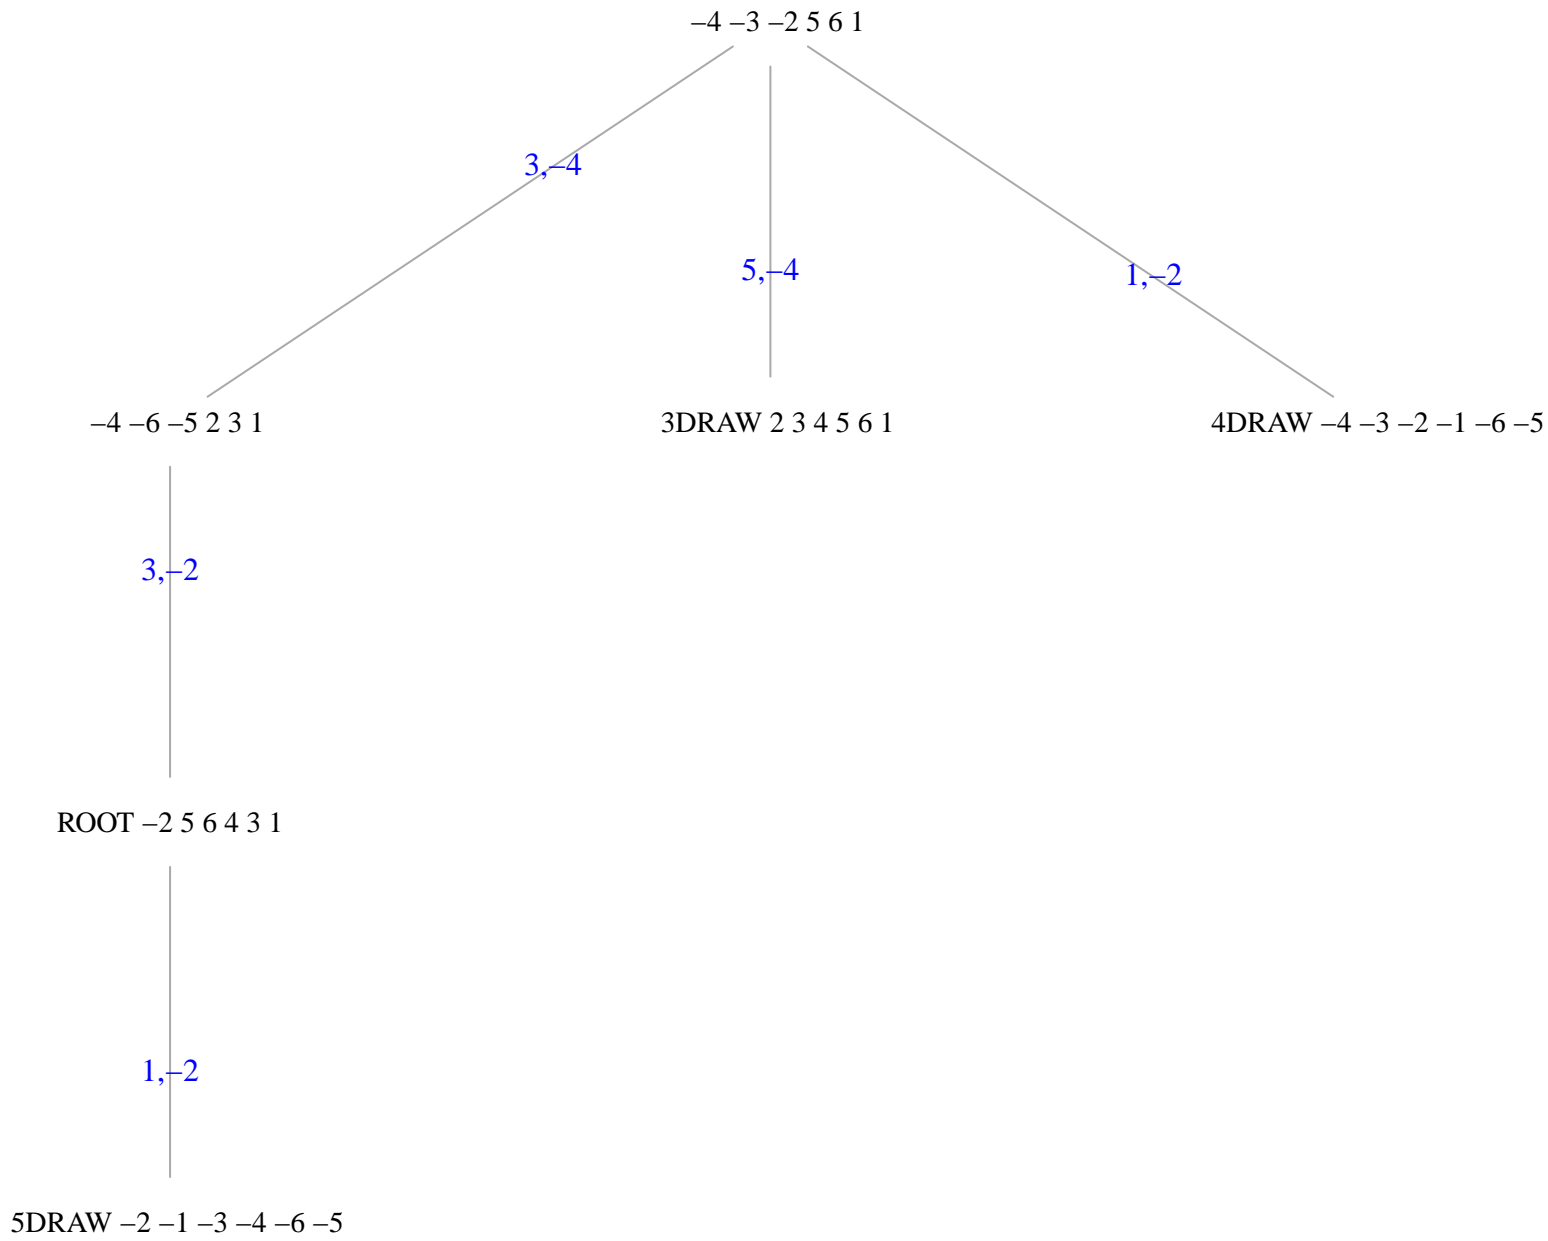 –4 –3 –2 5 6 1
3,–4
5,–4
1,–2
–4 –6 –5 2 3 1
3DRAW 2 3 4 5 6 1
4DRAW –4 –3 –2 –1 –6 –5
3,–2
ROOT –2 5 6 4 3 1
1,–2
5DRAW –2 –1 –3 –4 –6 –5